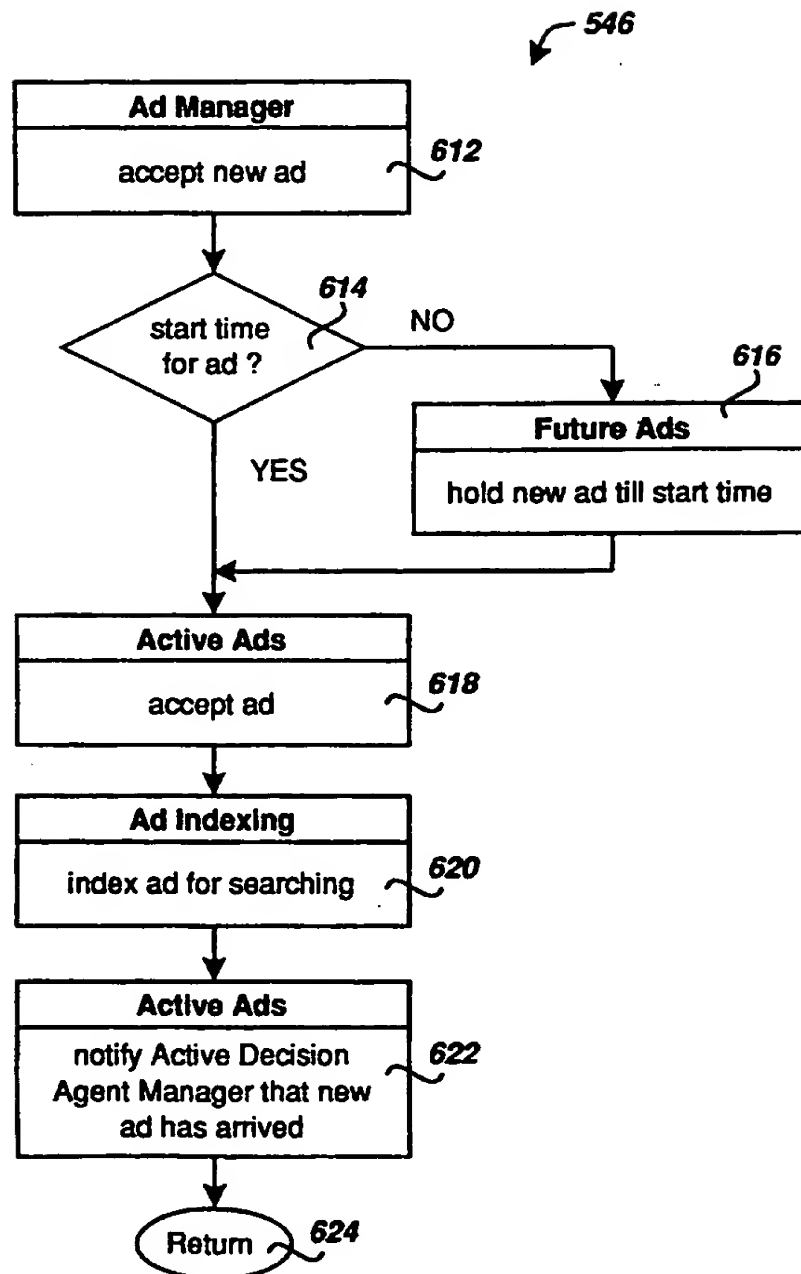 546
Ad Manager
accept new ad
612
start time
for ad ?
614
NO
YES
616
Future Ads
hold new ad till start time
Active Ads
accept ad
618
Ad Indexing
index ad for searching
620
Active Ads
notify Active Decision
Agent Manager that new
ad has arrived
622
Return
624